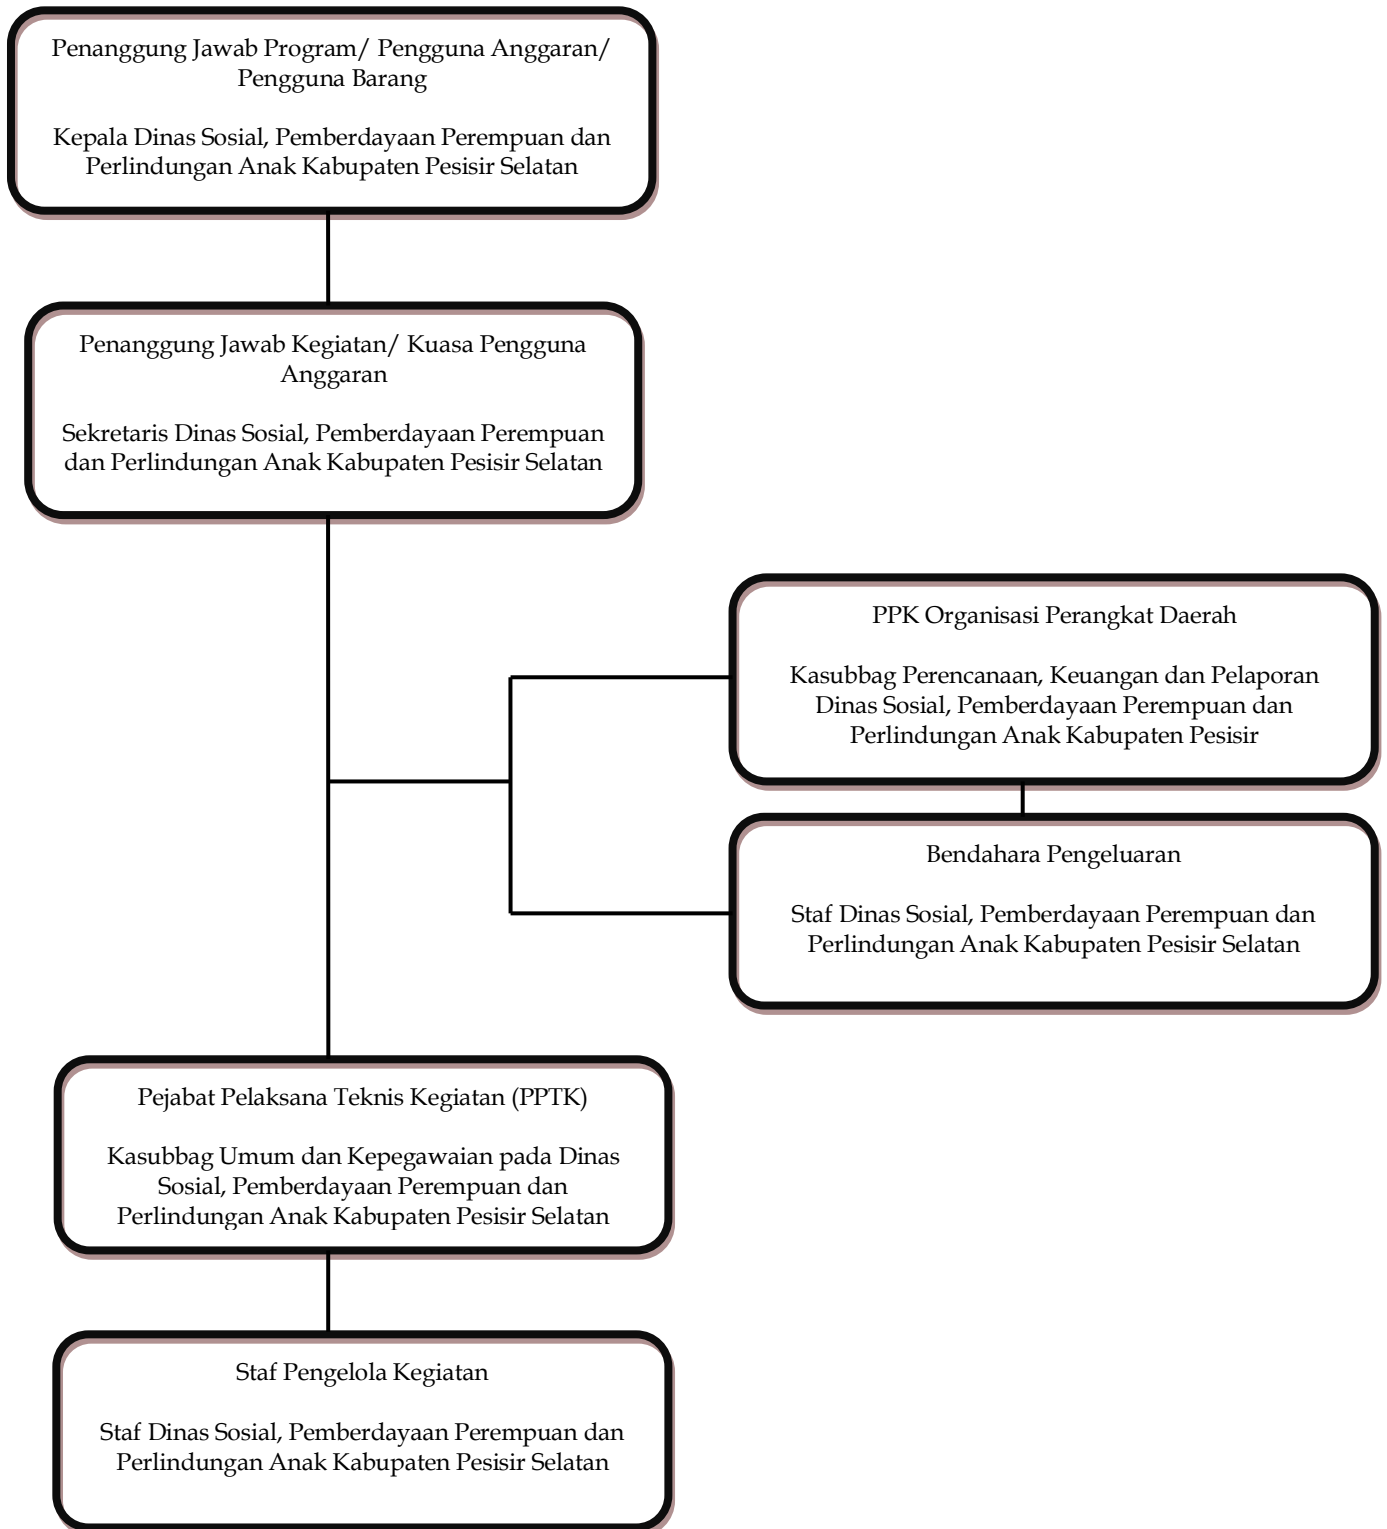 Penanggung Jawab Program/ Pengguna Anggaran/
Pengguna Barang
Kepala Dinas Sosial, Pemberdayaan Perempuan dan
Perlindungan Anak Kabupaten Pesisir Selatan
Penanggung Jawab Kegiatan/ Kuasa Pengguna
Anggaran
Sekretaris Dinas Sosial, Pemberdayaan Perempuan
dan Perlindungan Anak Kabupaten Pesisir Selatan
PPK Organisasi Perangkat Daerah
Kasubbag Perencanaan, Keuangan dan Pelaporan
Dinas Sosial, Pemberdayaan Perempuan dan
Perlindungan Anak Kabupaten Pesisir
Bendahara Pengeluaran
Staf Dinas Sosial, Pemberdayaan Perempuan dan
Perlindungan Anak Kabupaten Pesisir Selatan
Pejabat Pelaksana Teknis Kegiatan (PPTK)
Kasubbag Umum dan Kepegawaian pada Dinas
Sosial, Pemberdayaan Perempuan dan
Perlindungan Anak Kabupaten Pesisir Selatan
Staf Pengelola Kegiatan
Staf Dinas Sosial, Pemberdayaan Perempuan dan
Perlindungan Anak Kabupaten Pesisir Selatan